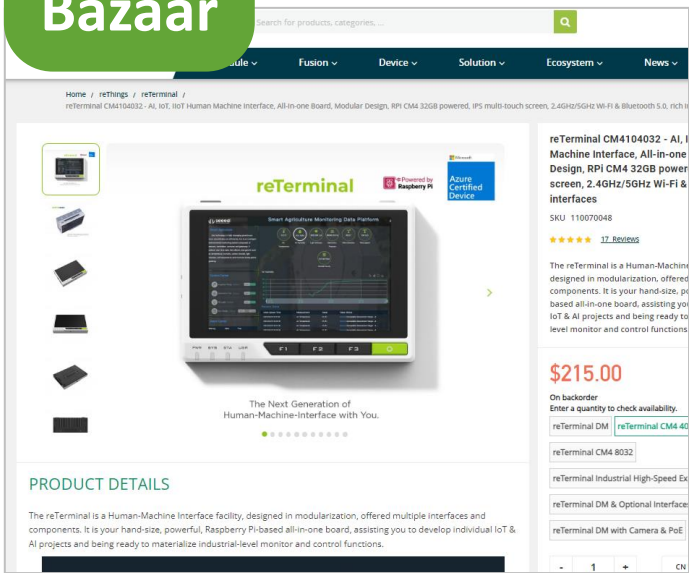 Bazaar
Search for products, categories, ...
Fusion
Device
Solution
Ecosystem
News
Home / reThings / reTerminal /
reTerminal CM4104032 - AI, IoT, IIoT Human Machine Interface, All-in-one Board, Modular Design, RPI CM4 32GB powered, IPS multi-touch screen, 2.4GHz/5GHz Wi-Fi & Bluetooth 5.0, rich
reTerminal
Powered by
Raspberry Pi
Microsoft
Azure
Certified
Device
Smart Agriculture Monitoring Data Platform
PWR STS STA USR
F1 F2 F3
The Next Generation of
Human-Machine-Interface with You.
reTerminal CM4104032 - AI,
Machine Interface, All-in-one
Design, RPi CM4 32GB power
screen, 2.4GHz/5GHz Wi-Fi &
interfaces
SKU 110070048
17 Reviews
The reTerminal is a Human-Machine
designed in modularization, offered
components. It is your hand-size, po
based all-in-one board, assisting you
IoT & AI projects and being ready to
level monitor and control functions
$215.00
On backorder
Enter a quantity to check availability.
reTerminal DM
reTerminal CM4 40
reTerminal CM4 8032
reTerminal Industrial High-Speed Ex
reTerminal DM & Optional Interfaces
reTerminal DM with Camera & PoE
- 1 + CN
PRODUCT DETAILS
The reTerminal is a Human-Machine Interface facility, designed in modularization, offered multiple interfaces and
components. It is your hand-size, powerful, Raspberry Pi-based all-in-one board, assisting you to develop individual IoT &
AI projects and being ready to materialize industrial-level monitor and control functions.